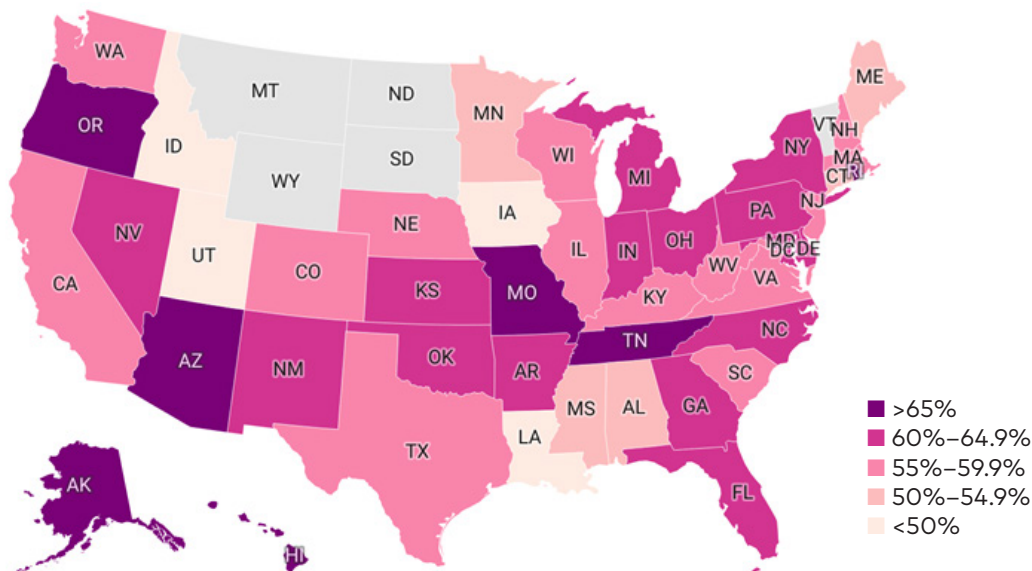 WA
MT
ND
MN
ME
OR
ID
SD
WI
VT
NH
NY
MA
CT
RI
WY
MI
IA
NE
PA
NJ
NV
UT
CO
IL
IN
OH
MD
DE
DC
WV
VA
CA
KS
MO
KY
NC
TN
AZ
NM
OK
AR
SC
MS
AL
GA
TX
LA
FL
AK
HI
>65%
60%–64.9%
55%–59.9%
50%–54.9%
<50%